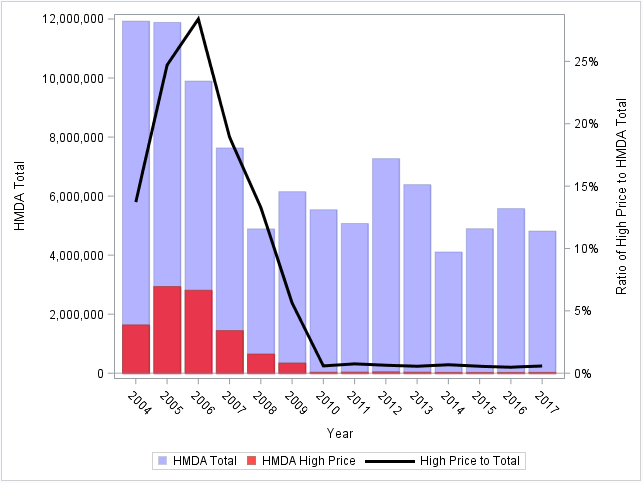 12,000,000
10,000,000
8,000,000
6,000,000
4,000,000
2,000,000
0
HMDA Total
25%
20%
15%
10%
5%
0%
Ratio of High Price to HMDA Total
2004 2005 2006 2007 2008 2009 2010 2011 2012 2013 2014 2015 2016 2017
Year
HMDA Total HMDA High Price High Price to Total